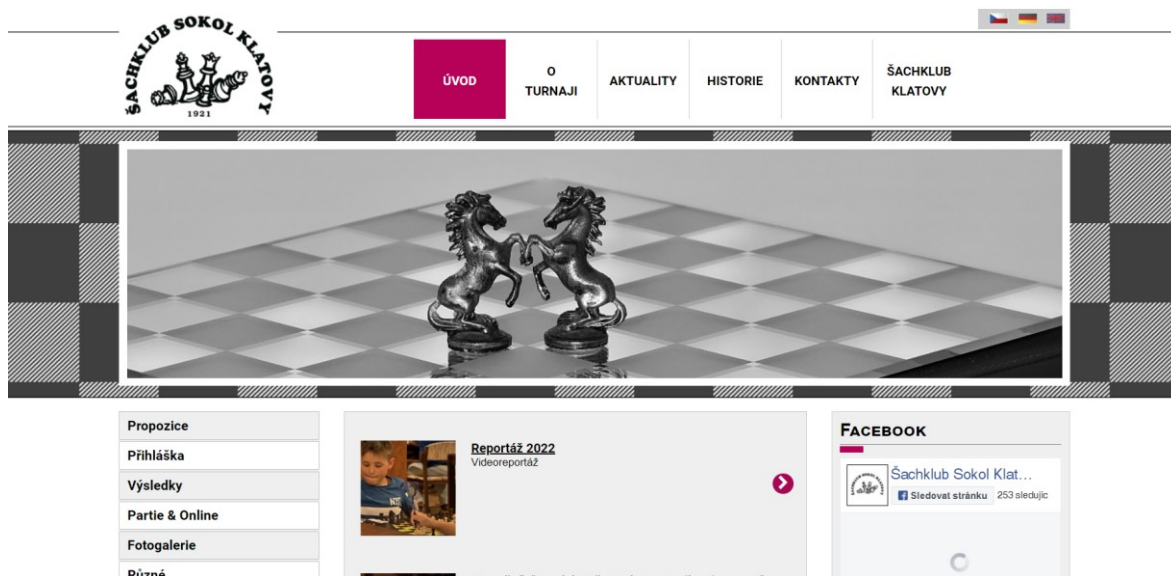 ŠACHKLUB SOKOL KLATOVY
1921
ÚVOD
O
TURNAJI
AKTUALITY
HISTORIE
KONTAKTY
ŠACHKLUB
KLATOVY
Propozice
Přihláška
Výsledky
Partie & Online
Fotogalerie
Různé
Reportáž 2022
Videoreportáž
Facebook
Šachklub Sokol Klat…
Sledovat stránku
253 sledujíc